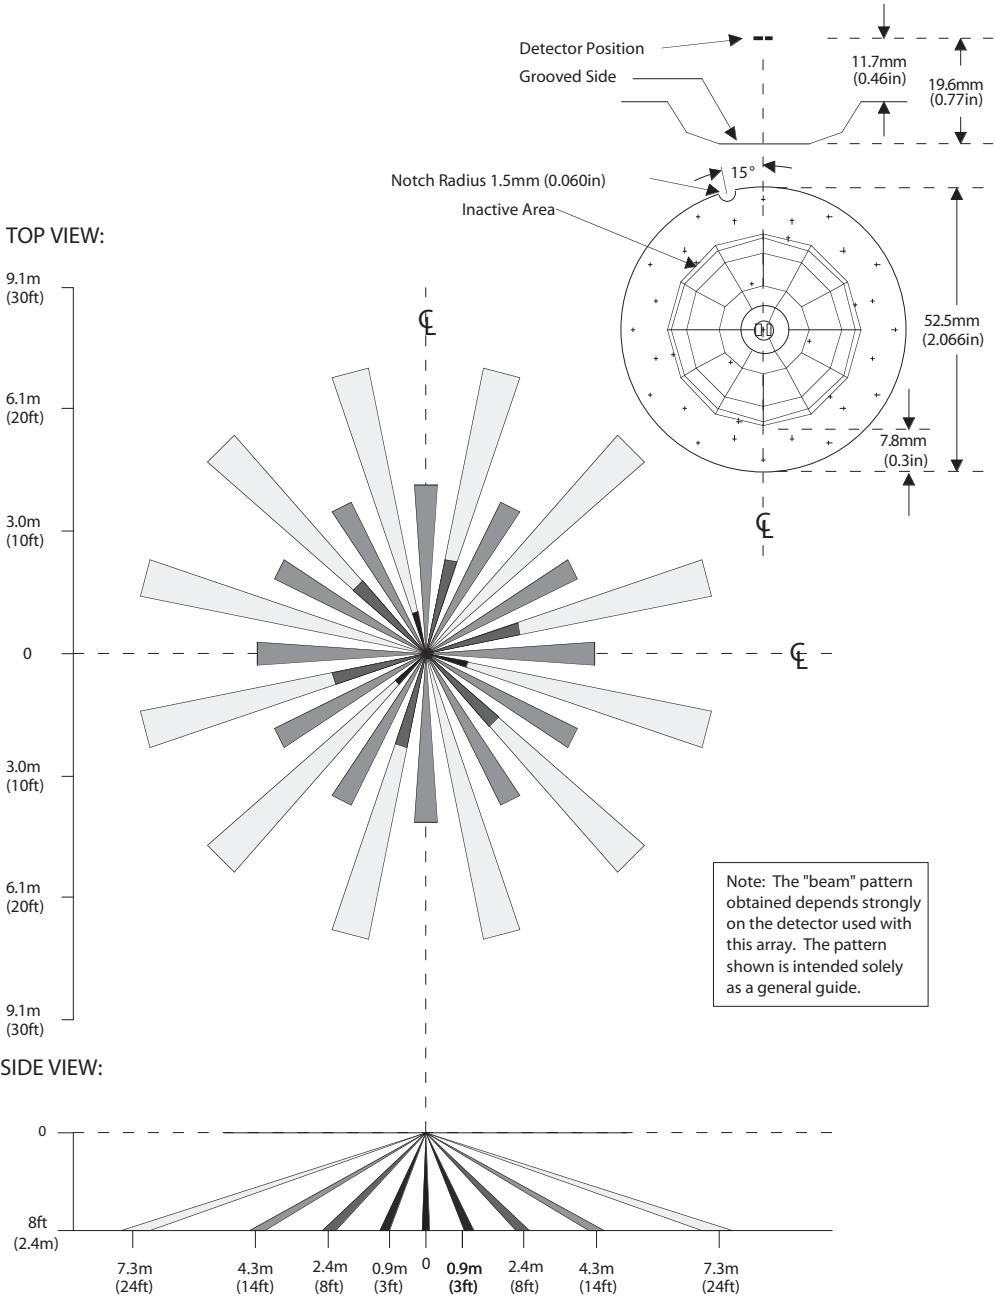 Detector Position
Grooved Side
11.7mm
(0.46in)
19.6mm
(0.77in)
15°
Notch Radius 1.5mm (0.060in)
Inactive Area
52.5mm
(2.066in)
7.8mm
(0.3in)
℄
TOP VIEW:
9.1m
(30ft)
℄
6.1m
(20ft)
3.0m
(10ft)
0
℄
3.0m
(10ft)
6.1m
(20ft)
9.1m
(30ft)
Note: The "beam" pattern
obtained depends strongly
on the detector used with
this array. The pattern
shown is intended solely
as a general guide.
SIDE VIEW:
0
8ft
(2.4m)
7.3m
(24ft)
4.3m
(14ft)
2.4m
(8ft)
0.9m
(3ft)
0
0.9m
(3ft)
2.4m
(8ft)
4.3m
(14ft)
7.3m
(24ft)